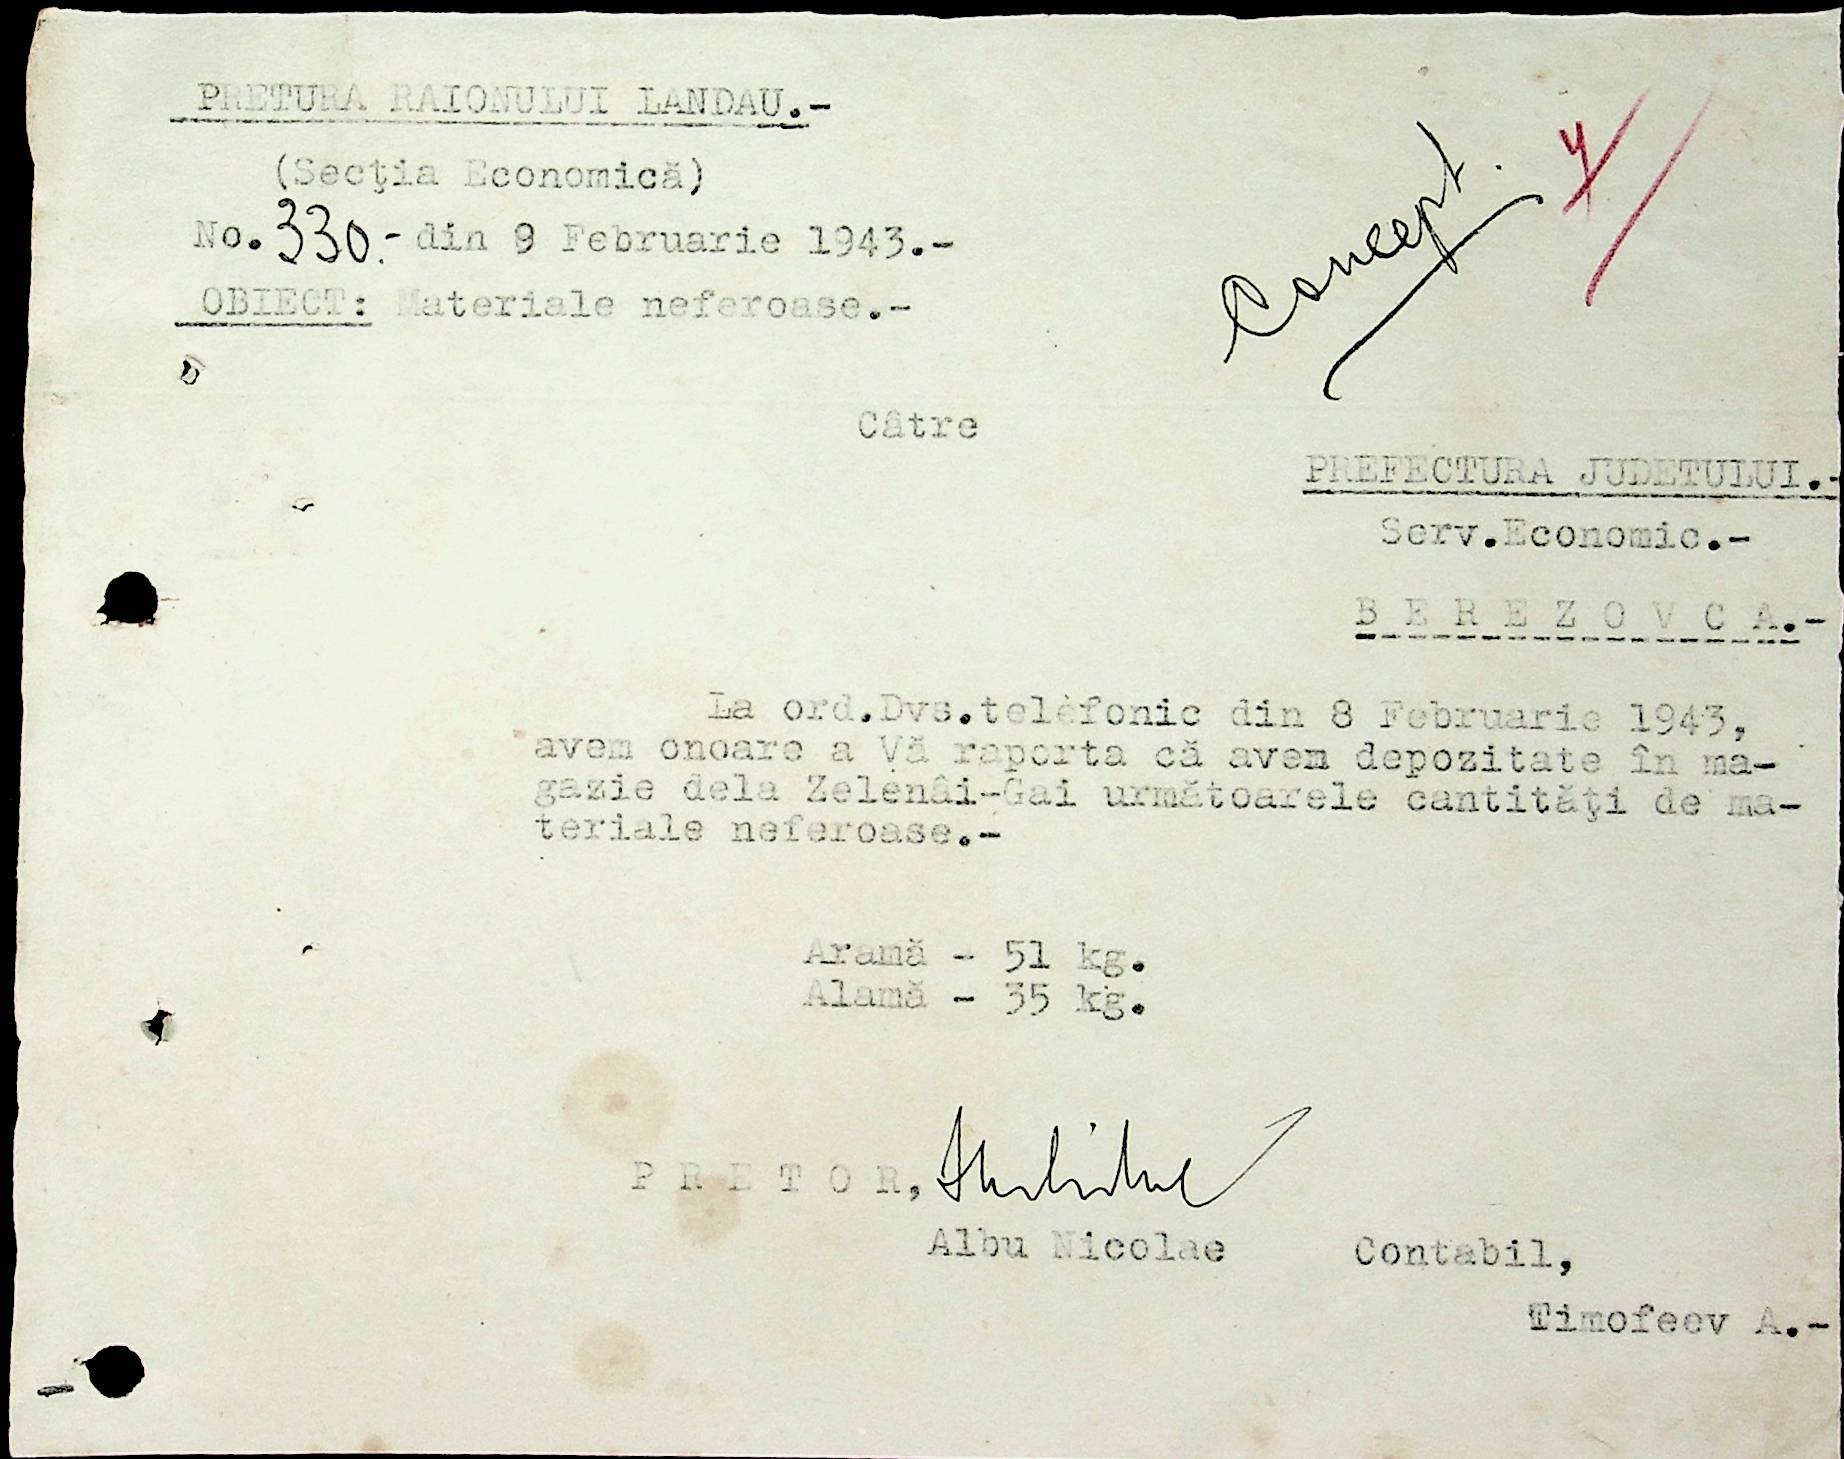 PRETURA RAIONULUI LANDAU.-
(Secţia Economică)
No. 330.- din 9 Februarie 1943.-
OBIECT: Materiale neferoase.-
Concept.
Câtre
PREFECTURA JUDETULUI.-
Serv.Economic.-
B E R E Z O V C A.-
La ord.Dvs.telefonic din 8 Februarie 1943,
avem onoare a Vă raporta că avem depozitate în ma-
gazie dela Zelenâi-Gai următoarele cantităţi de ma-
teriale neferoase.-
Aramă - 51 kg.
Alamă - 35 kg.
P R E T O R,
Albu Nicolae Contabil,
Timofeev A.-